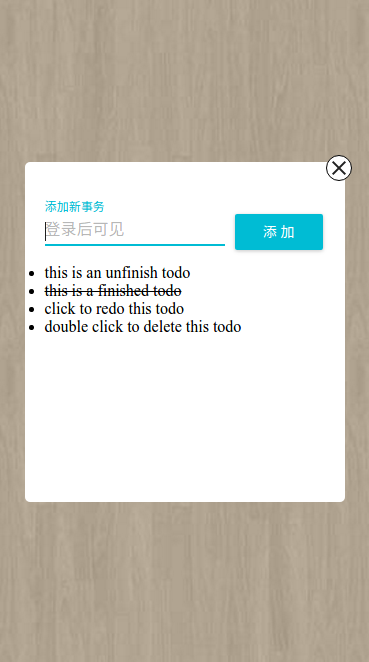 添加新事务
登录后可见
添加
this is an unfinish todo
this is a finished todo
click to redo this todo
double click to delete this todo